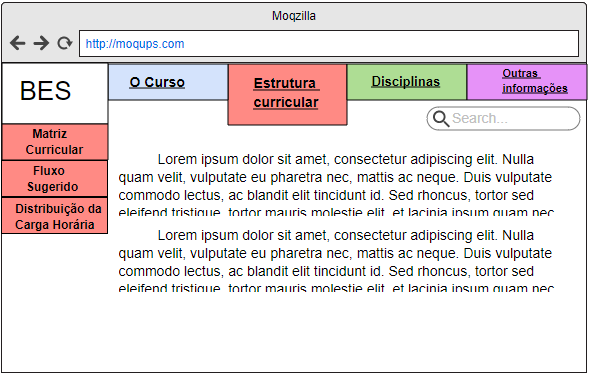 Moqzilla
http://moqups.com
BES
O Curso
Estrutura
curricular
Disciplinas
Outras
informações
Search...
Matriz
Curricular
Fluxo
Sugerido
Distribuição da
Carga Horária
Lorem ipsum dolor sit amet, consectetur adipiscing elit. Nulla
quam velit, vulputate eu pharetra nec, mattis ac neque. Duis vulputate
commodo lectus, ac blandit elit tincidunt id. Sed rhoncus, tortor sed
eleifend tristique, tortor mauris molestie elit, et lacinia ipsum quam nec
Lorem ipsum dolor sit amet, consectetur adipiscing elit. Nulla
quam velit, vulputate eu pharetra nec, mattis ac neque. Duis vulputate
commodo lectus, ac blandit elit tincidunt id. Sed rhoncus, tortor sed
eleifend tristique, tortor mauris molestie elit, et lacinia ipsum quam nec